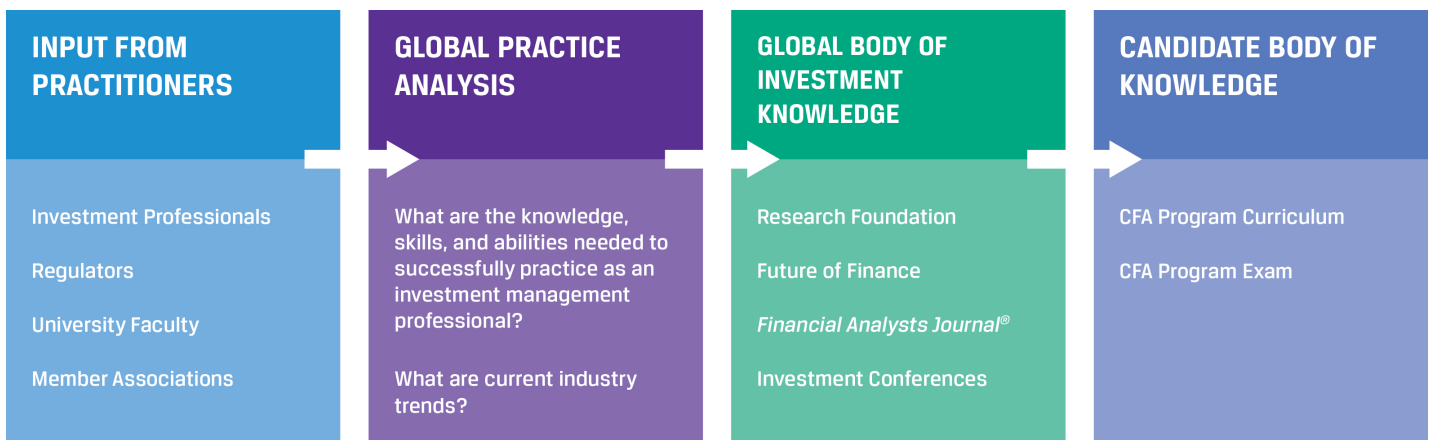 INPUT FROM
PRACTITIONERS
Investment Professionals
Regulators
University Faculty
Member Associations
GLOBAL PRACTICE
ANALYSIS
What are the knowledge,
skills, and abilities needed to
successfully practice as an
investment management
professional?
What are current industry
trends?
GLOBAL BODY OF
INVESTMENT
KNOWLEDGE
Research Foundation
Future of Finance
Financial Analysts Journal®
Investment Conferences
CANDIDATE BODY OF
KNOWLEDGE
CFA Program Curriculum
CFA Program Exam